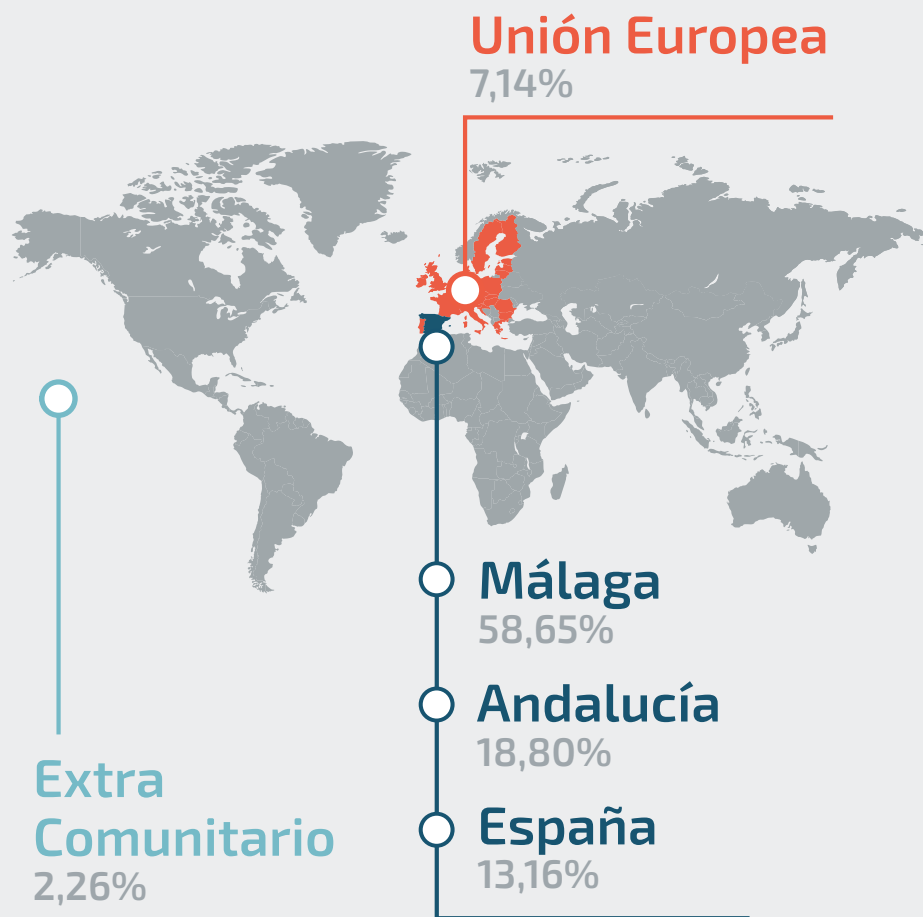 Unión Europea
7,14%
Málaga
58,65%
Andalucía
18,80%
España
13,16%
Extra
Comunitario
2,26%